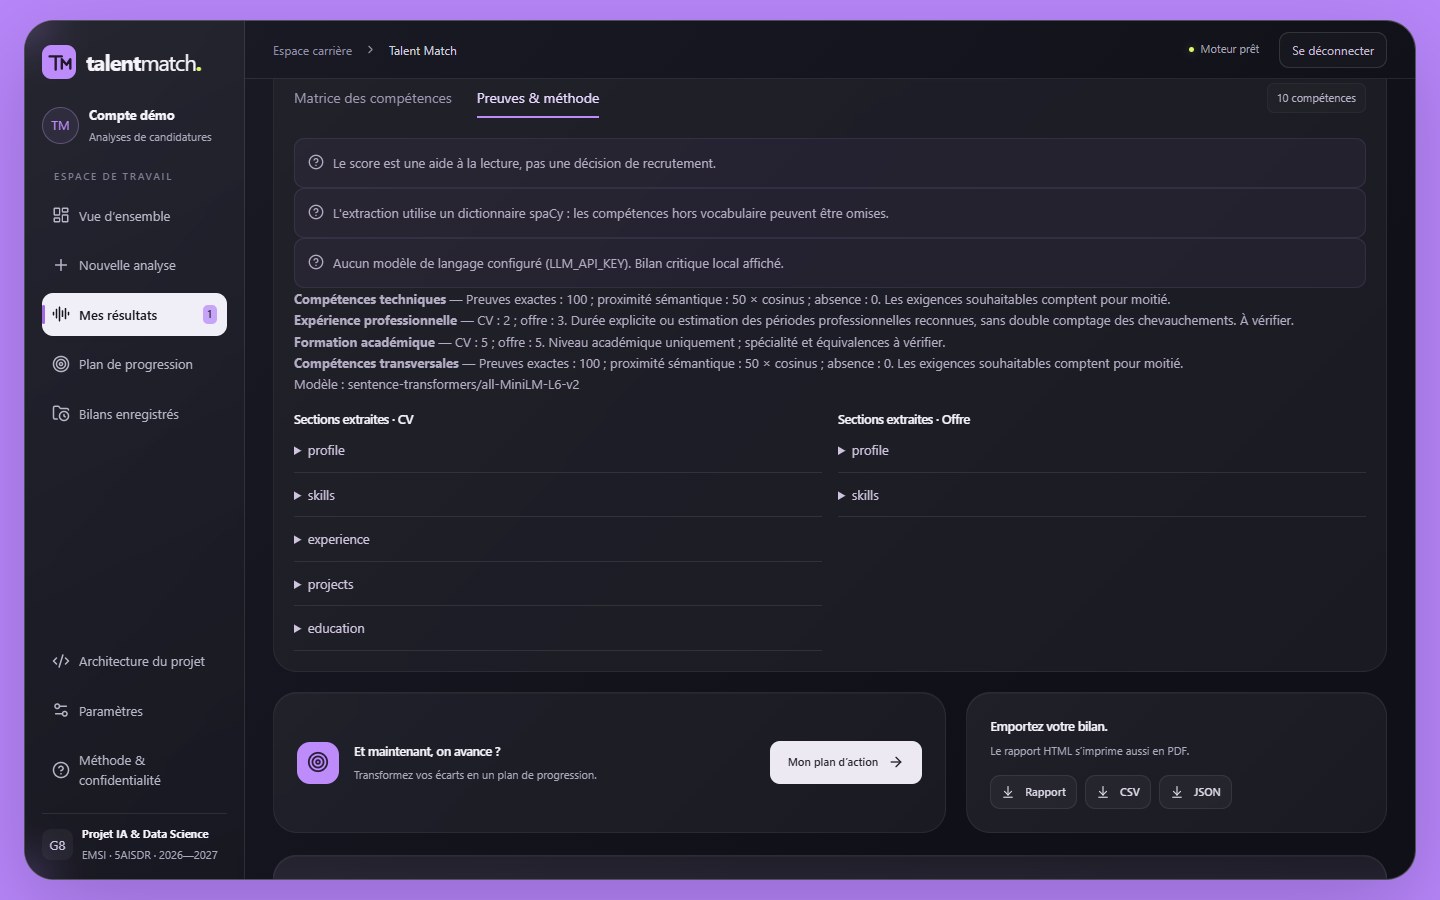 TM talentmatch.
TM
Compte démo
Analyses de candidatures
ESPACE DE TRAVAIL
Vue d'ensemble
Nouvelle analyse
Mes résultats 1
Plan de progression
Bilans enregistrés
Architecture du projet
Paramètres
Méthode &
confidentialité
G8
Projet IA & Data Science
EMSI · 5AISDR · 2026—2027
Espace carrière > Talent Match
Moteur prêt
Se déconnecter
Matrice des compétences
Preuves & méthode
10 compétences
Le score est une aide à la lecture, pas une décision de recrutement.
L'extraction utilise un dictionnaire spaCy : les compétences hors vocabulaire peuvent être omises.
Aucun modèle de langage configuré (LLM_API_KEY). Bilan critique local affiché.
Compétences techniques — Preuves exactes : 100 ; proximité sémantique : 50 × cosinus ; absence : 0. Les exigences souhaitables comptent pour moitié.
Expérience professionnelle — CV : 2 ; offre : 3. Durée explicite ou estimation des périodes professionnelles reconnues, sans double comptage des chevauchements. À vérifier.
Formation académique — CV : 5 ; offre : 5. Niveau académique uniquement ; spécialité et équivalences à vérifier.
Compétences transversales — Preuves exactes : 100 ; proximité sémantique : 50 × cosinus ; absence : 0. Les exigences souhaitables comptent pour moitié.
Modèle : sentence-transformers/all-MiniLM-L6-v2
Sections extraites · CV
profile
skills
experience
projects
education
Sections extraites · Offre
profile
skills
Et maintenant, on avance ?
Transformez vos écarts en un plan de progression.
Mon plan d'action
Emportez votre bilan.
Le rapport HTML s'imprime aussi en PDF.
Rapport
CSV
JSON